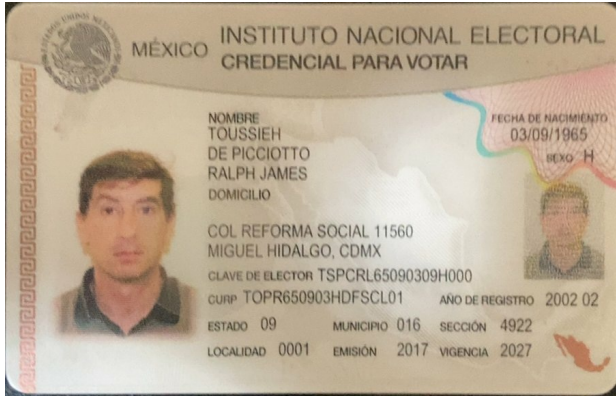 MÉXICO INSTITUTO NACIONAL ELECTORAL
CREDENCIAL PARA VOTAR
NOMBRE
TOUSSIEH
DE PICCIOTTO
RALPH JAMES
FECHA DE NACIMIENTO
03/09/1965
SEXO H
DOMICILIO
COL REFORMA SOCIAL 11560
MIGUEL HIDALGO, CDMX
CLAVE DE ELECTOR TSPCRL65090309H000
CURP TOPR650903HDFSCL01 AÑO DE REGISTRO 2002 02
ESTADO 09 MUNICIPIO 016 SECCIÓN 4922
LOCALIDAD 0001 EMISIÓN 2017 VIGENCIA 2027